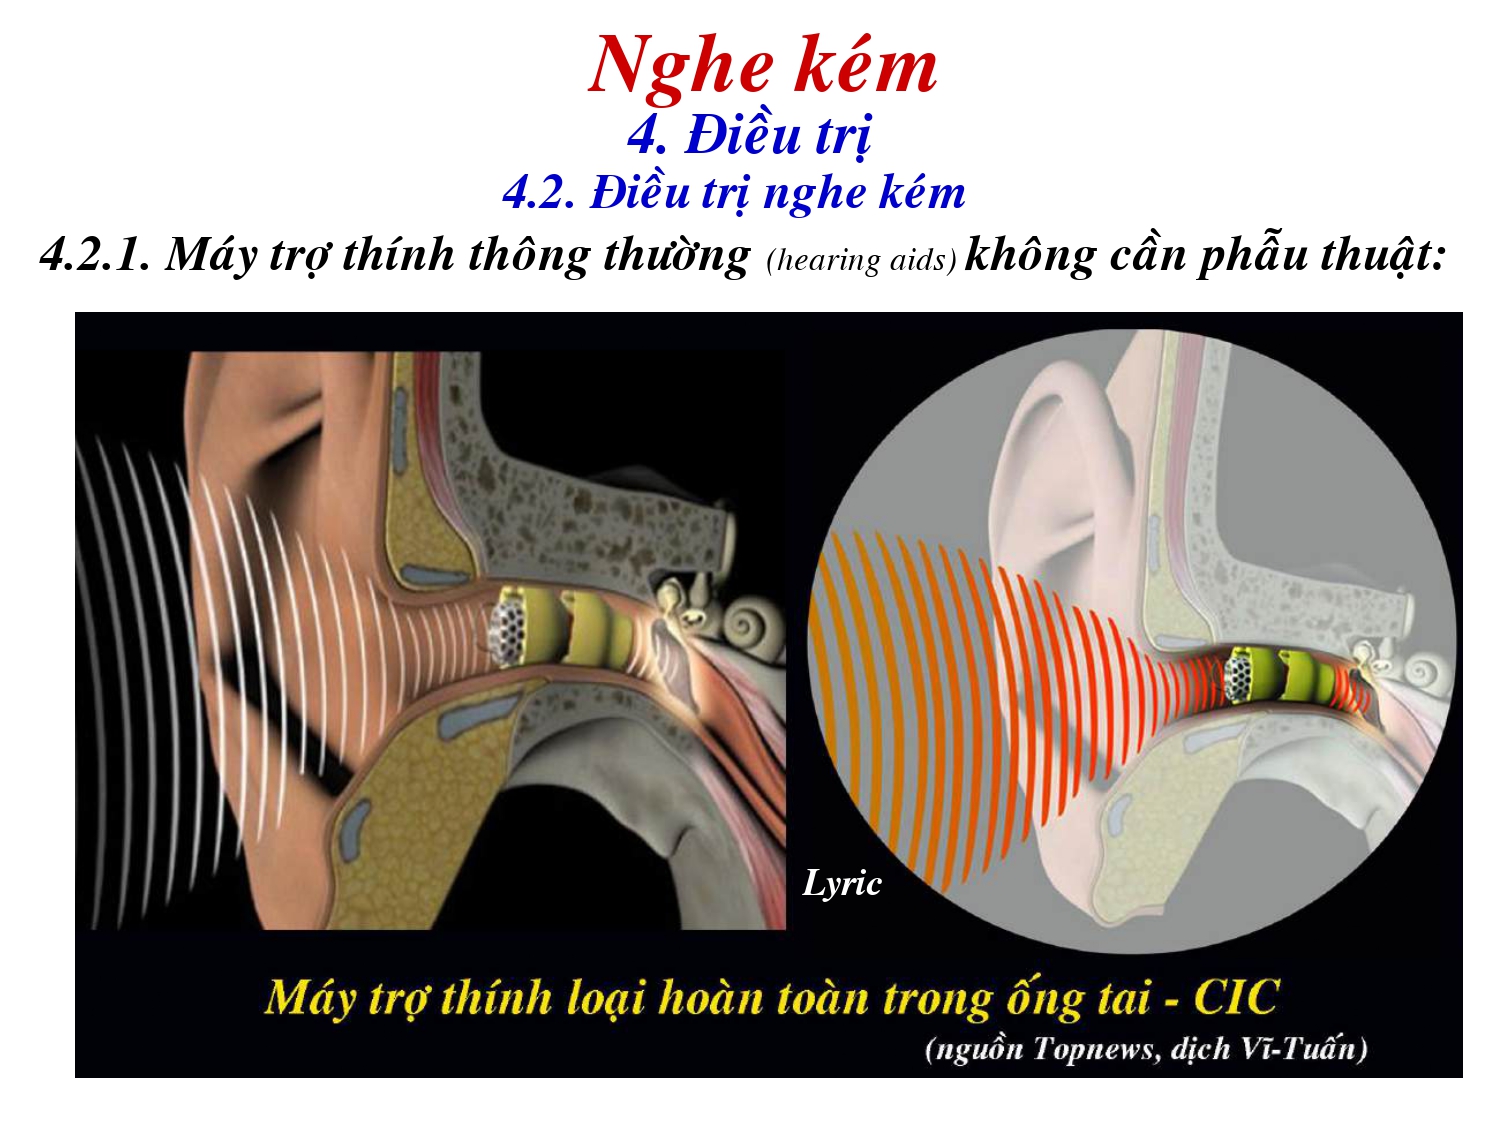 Nghe kém
4. Điều trị
4.2. Điều trị nghe kém
4.2.1. Máy trợ thính thông thường (hearing aids) không cần phẫu thuật:
Lyric
Máy trợ thính loại hoàn toàn trong ống tai - CIC
(nguồn Topnews, dịch Vĩ-Tuấn)